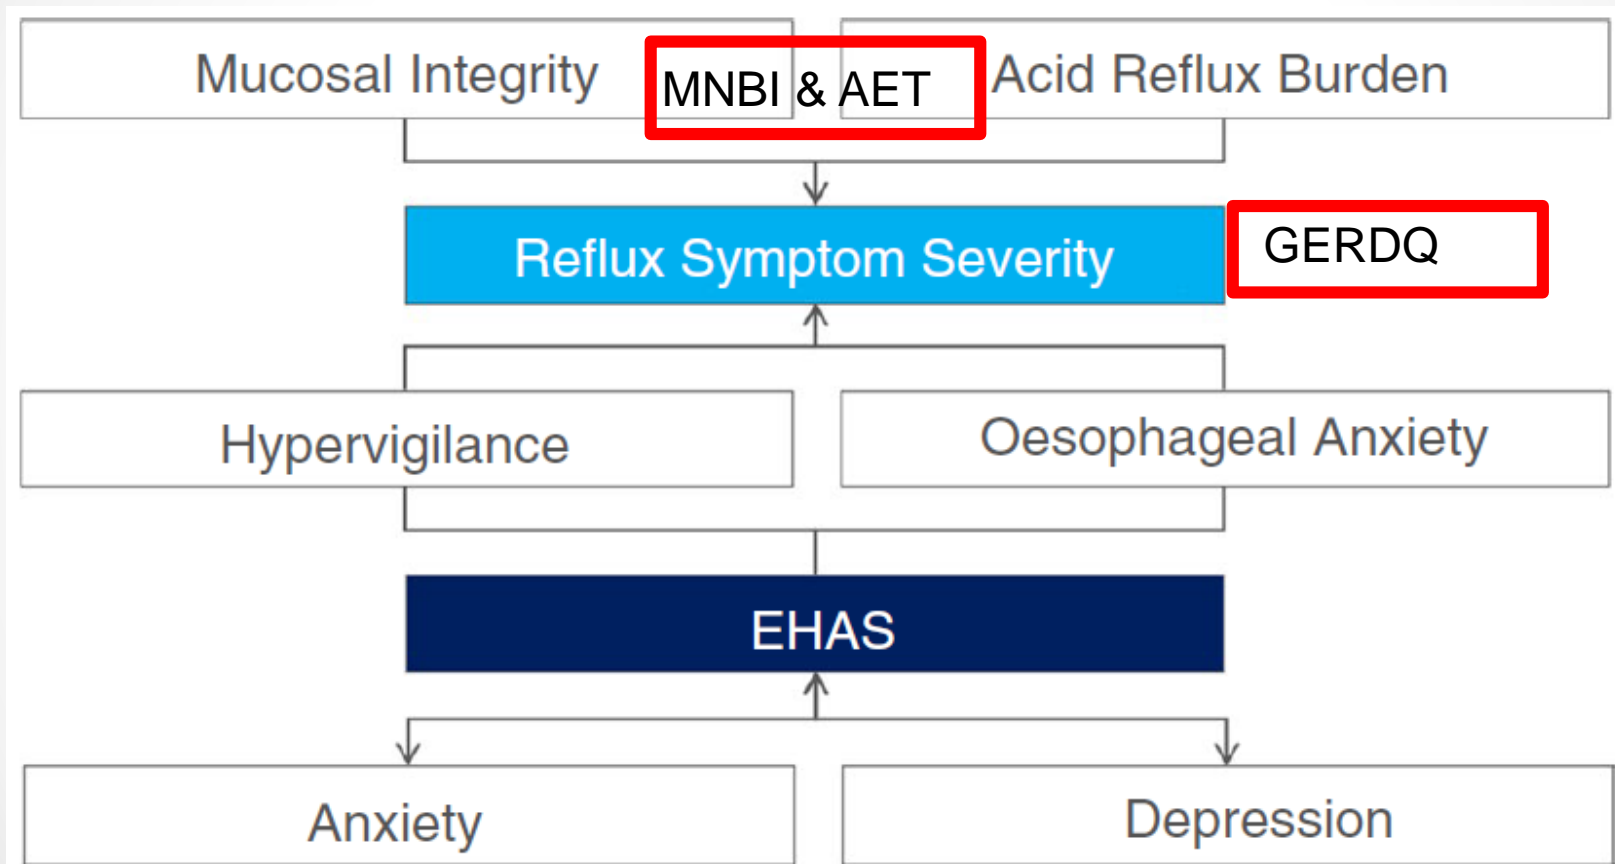 Mucosal Integrity
MNBI & AET
Acid Reflux Burden
Reflux Symptom Severity
GERDQ
Hypervigilance
Oesophageal Anxiety
EHAS
Anxiety
Depression